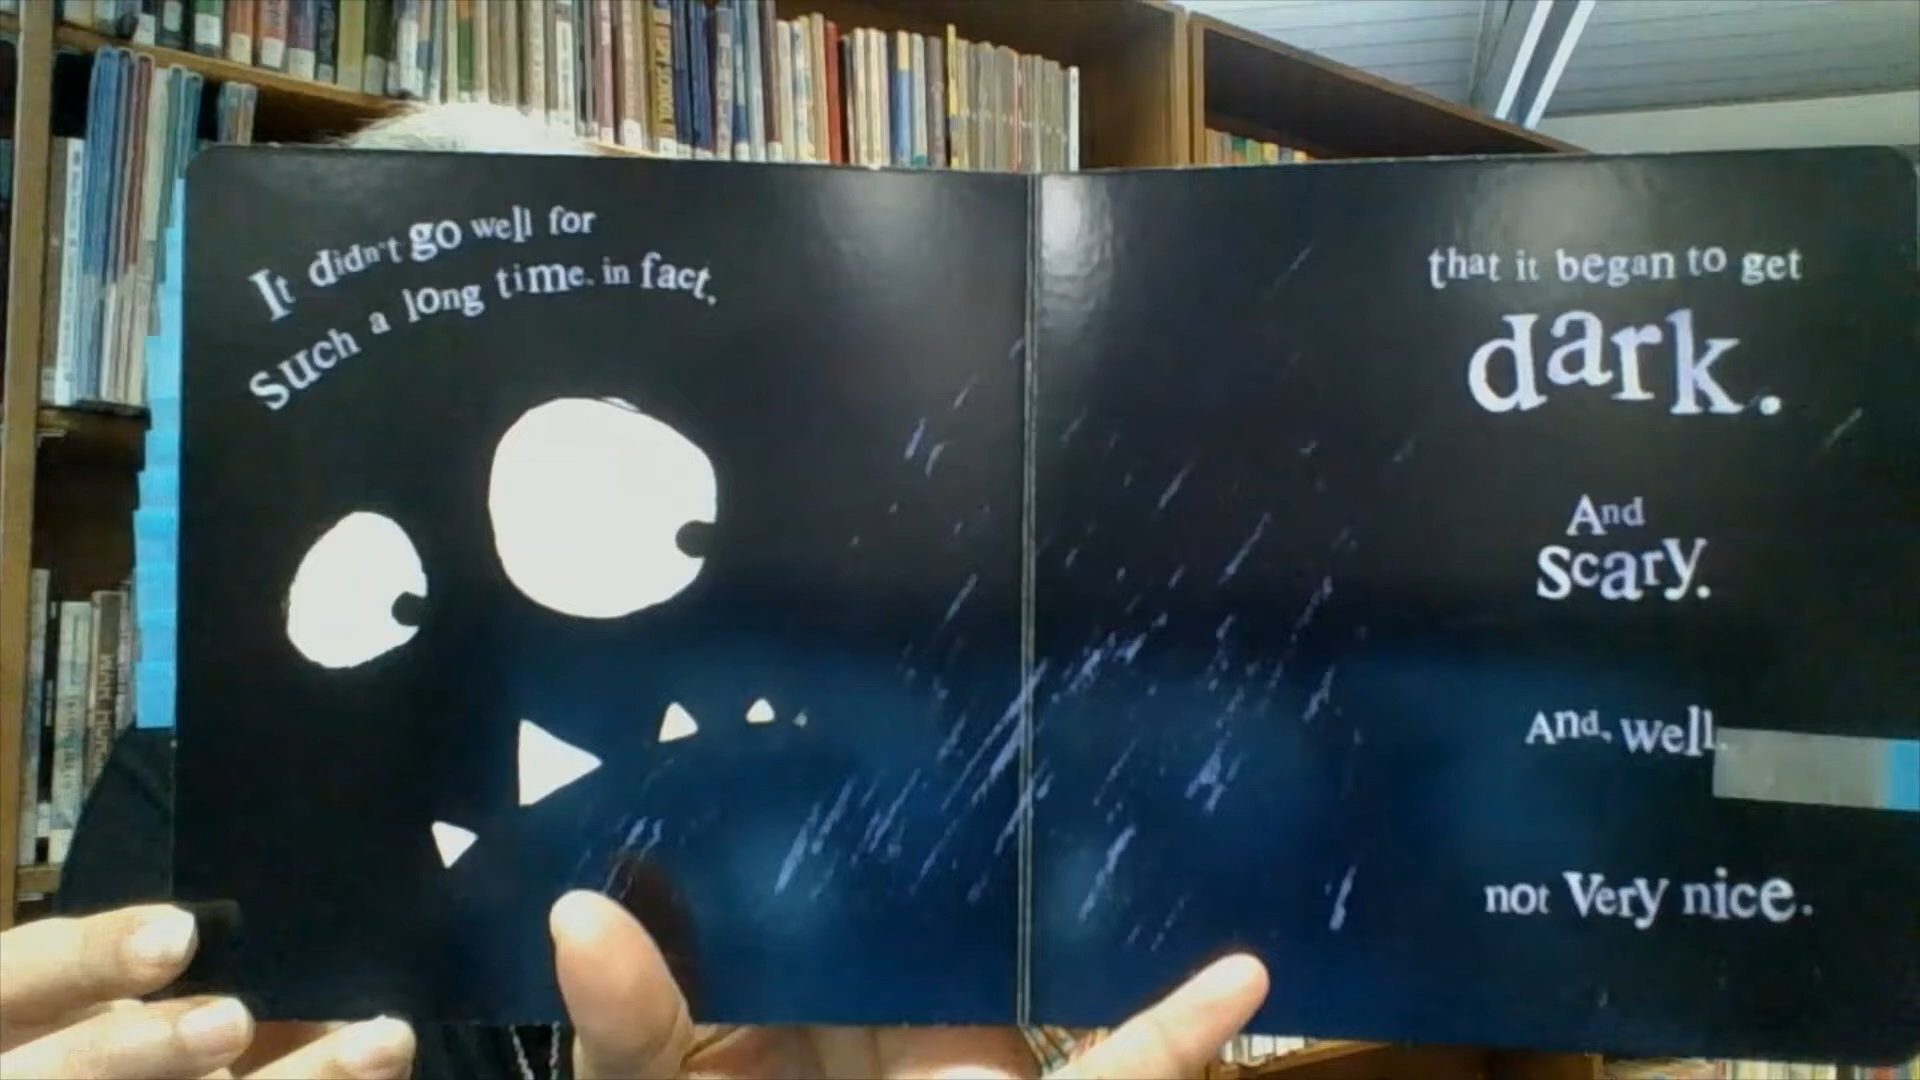 It didn't go well for
such a long time, in fact,
that it began to get
dark.
And
scary.
And, well,
not very nice.